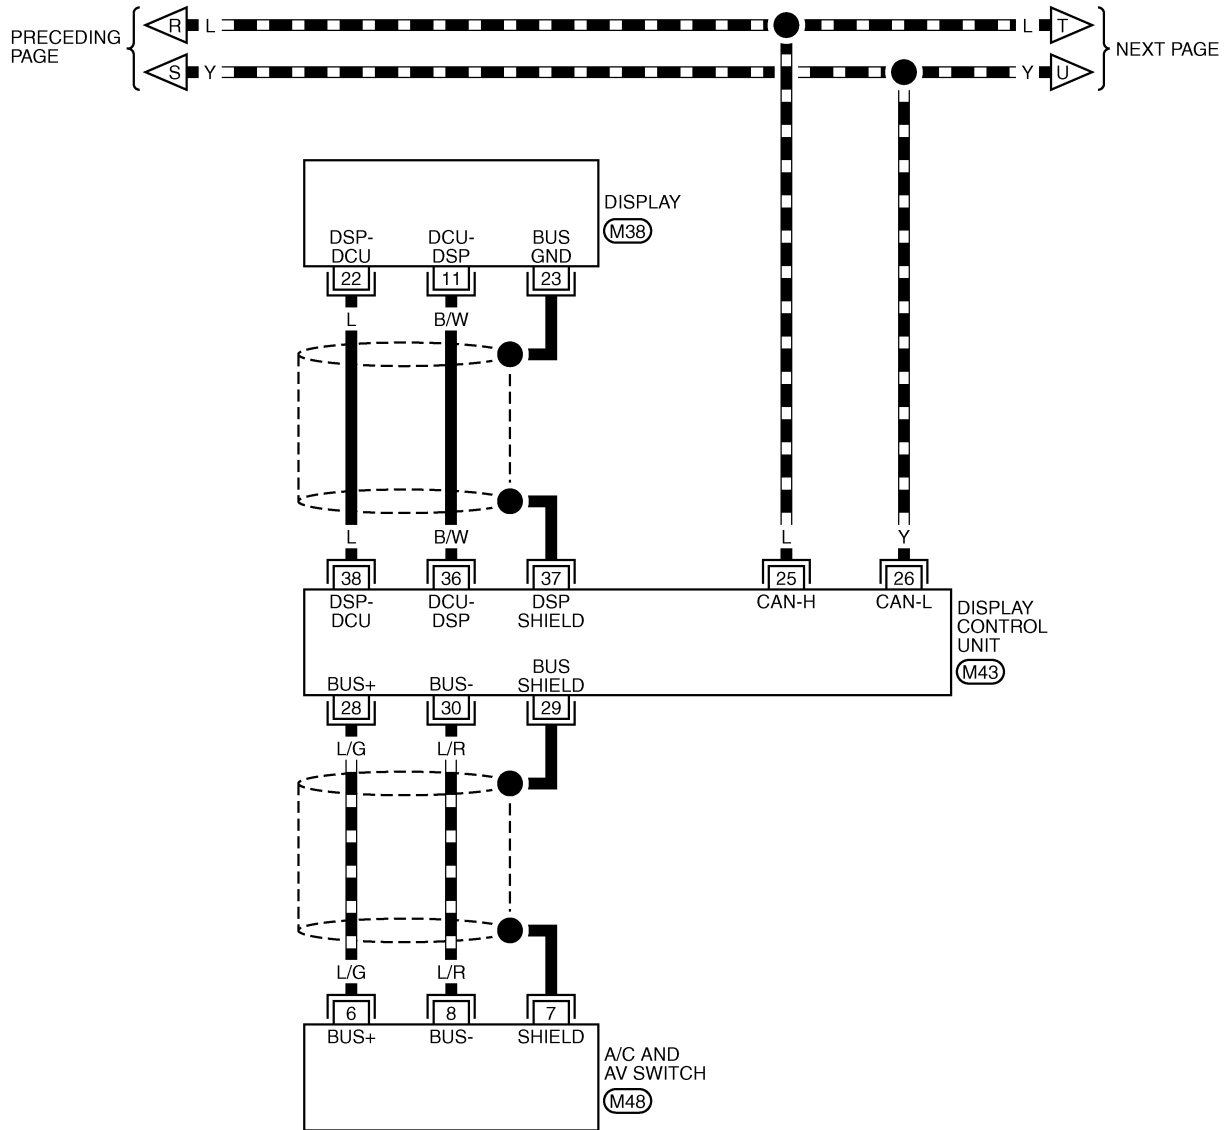 PRECEDING
PAGE
R L L T
S Y Y U
NEXT PAGE
DISPLAY
M38
DSP-
DCU
DCU-
DSP
BUS
GND
22 11 23
L B/W
L B/W L Y
38 36 37 25 26
DSP-
DCU
DCU-
DSP
DSP
SHIELD
CAN-H CAN-L
DISPLAY
CONTROL
UNIT
M43
BUS+ BUS- BUS
SHIELD
28 30 29
L/G L/R
L/G L/R
6 8 7
BUS+ BUS- SHIELD
A/C AND
AV SWITCH
M48